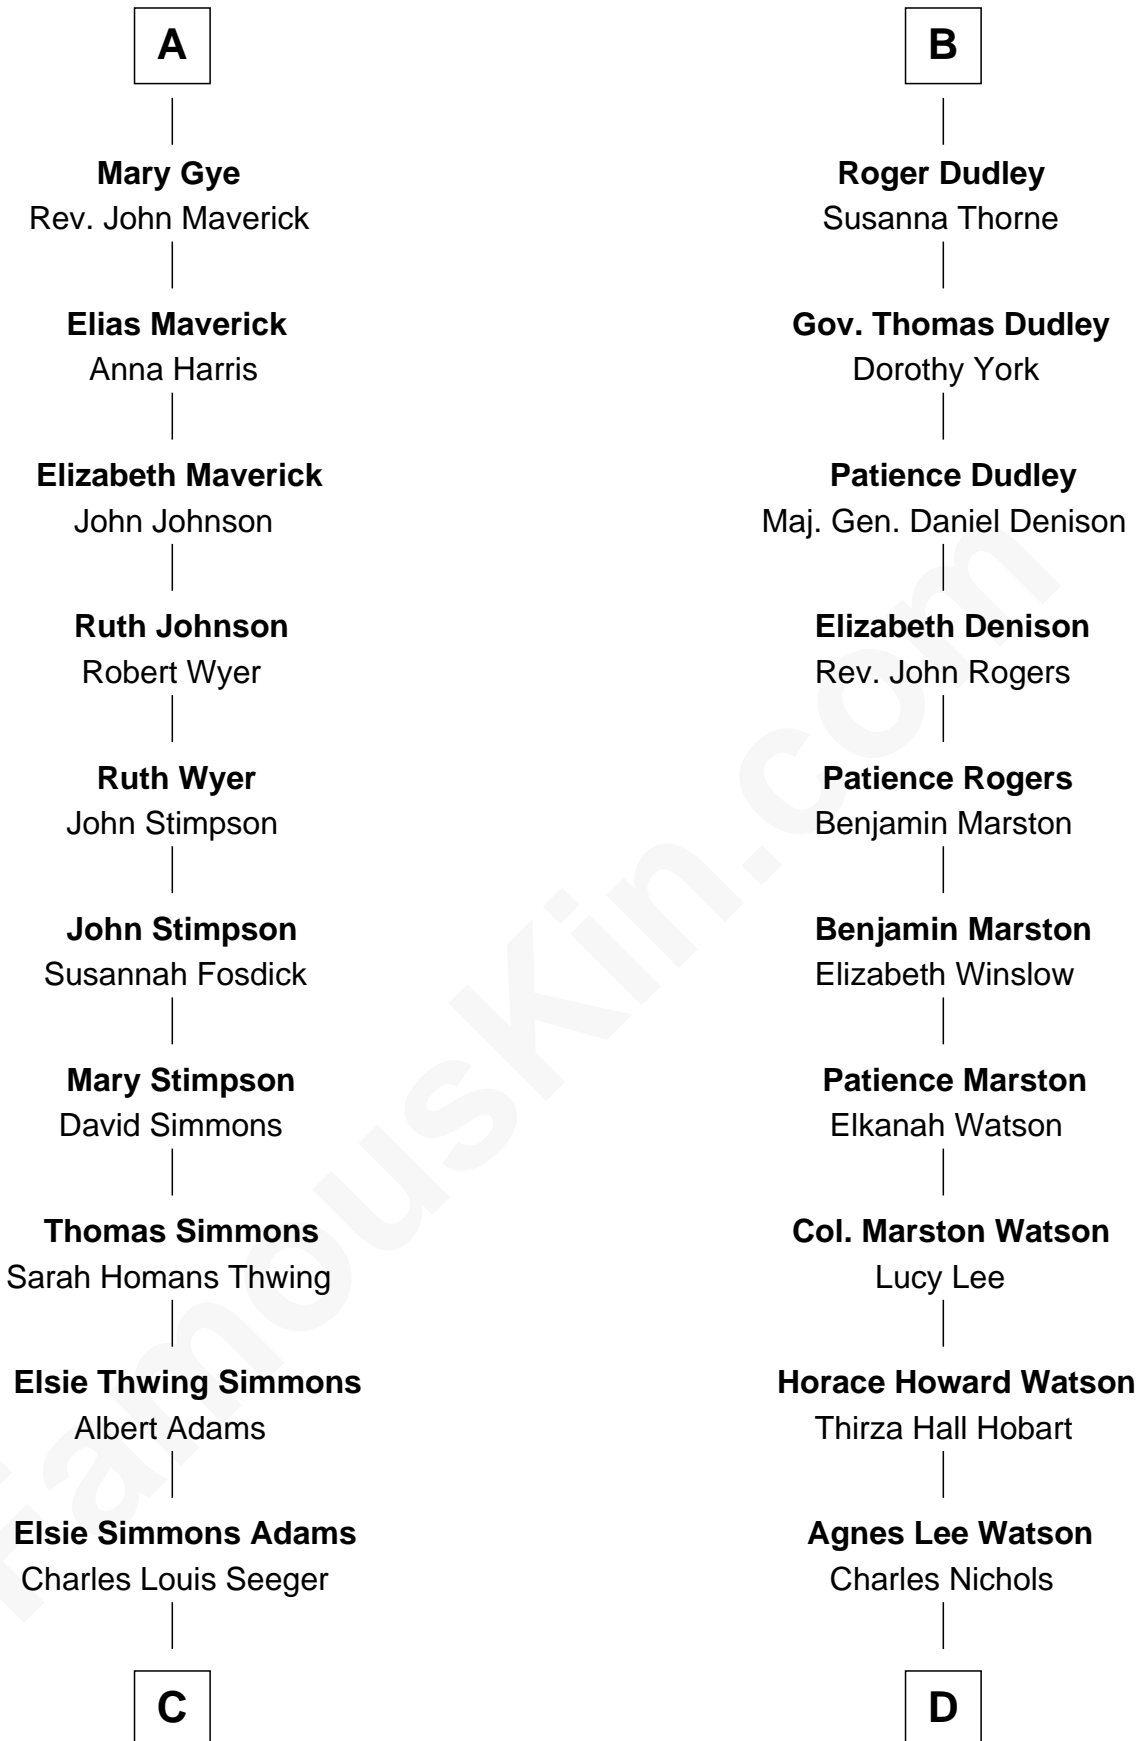 A
Mary Gye
Rev. John Maverick
Elias Maverick
Anna Harris
Elizabeth Maverick
John Johnson
Ruth Johnson
Robert Wyer
Ruth Wyer
John Stimpson
John Stimpson
Susannah Fosdick
Mary Stimpson
David Simmons
Thomas Simmons
Sarah Homans Thwing
Elsie Thwing Simmons
Albert Adams
Elsie Simmons Adams
Charles Louis Seeger
C
B
Roger Dudley
Susanna Thorne
Gov. Thomas Dudley
Dorothy York
Patience Dudley
Maj. Gen. Daniel Denison
Elizabeth Denison
Rev. John Rogers
Patience Rogers
Benjamin Marston
Benjamin Marston
Elizabeth Winslow
Patience Marston
Elkanah Watson
Col. Marston Watson
Lucy Lee
Horace Howard Watson
Thirza Hall Hobart
Agnes Lee Watson
Charles Nichols
D
FamousKin.com